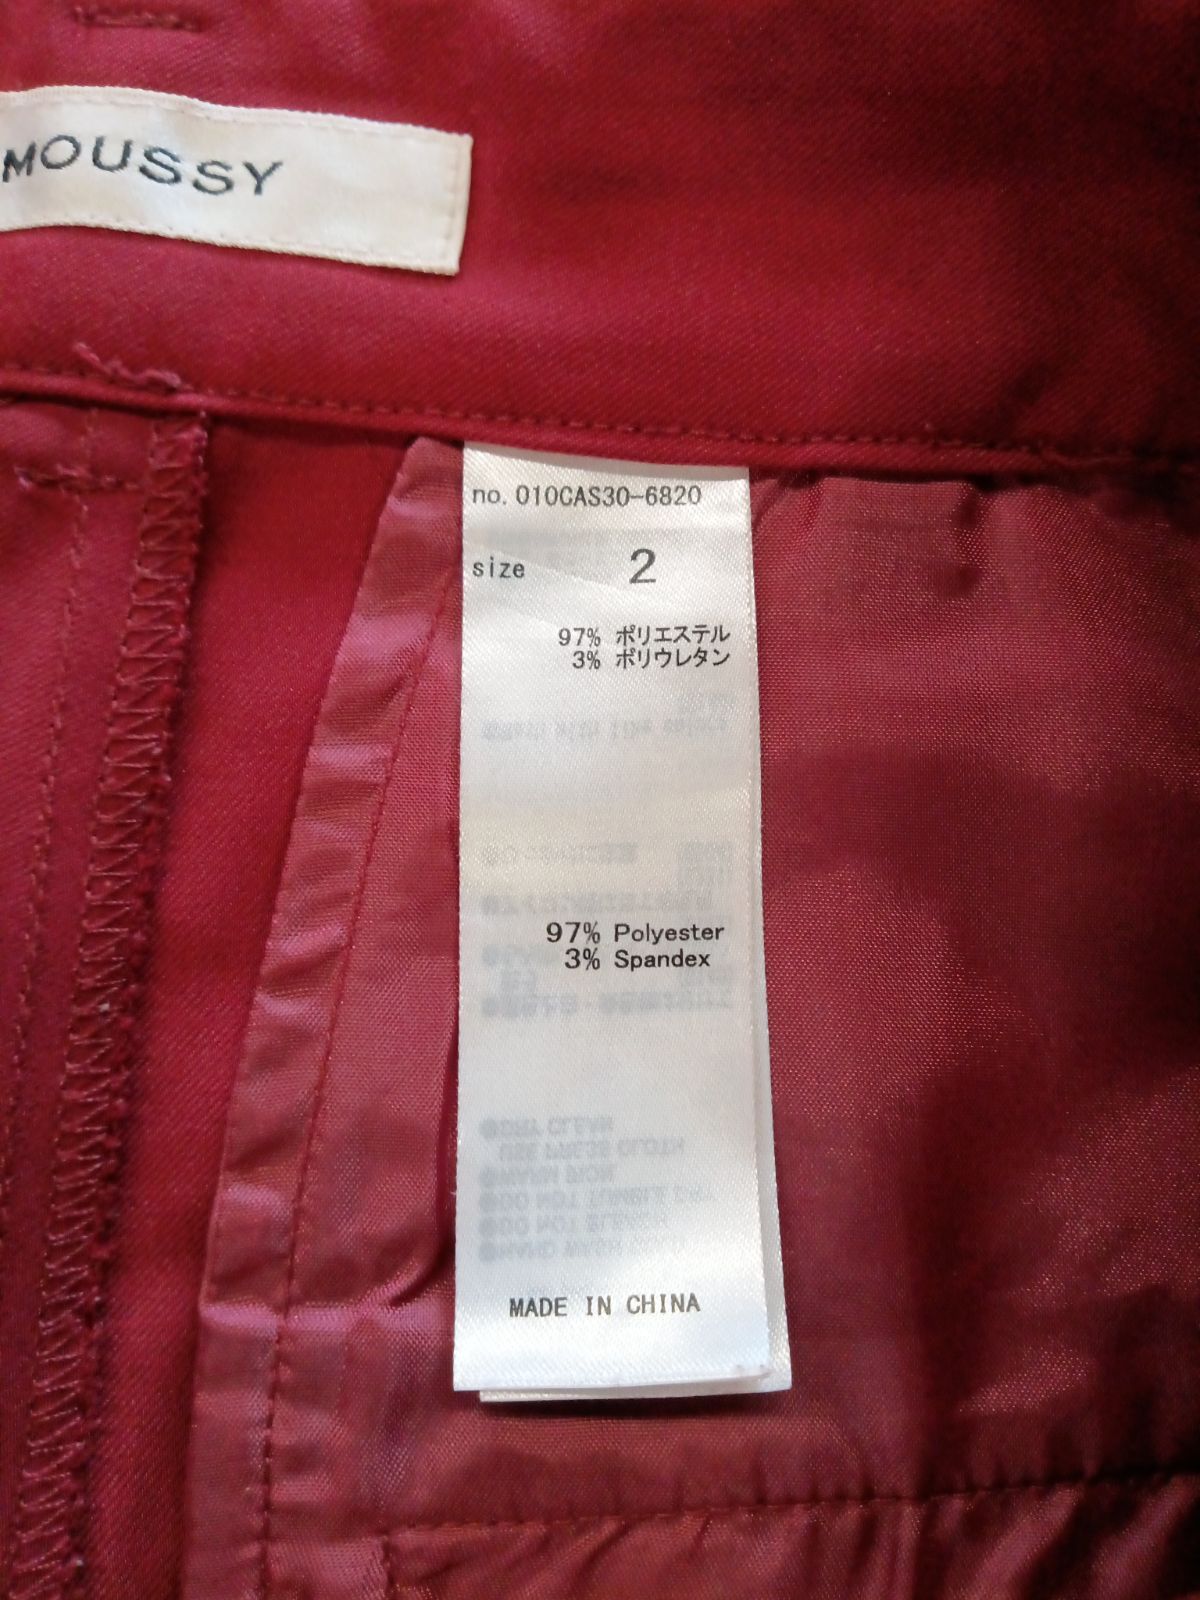 MOUSSY
no. 010CAS30-6820
size 2
97% ポリエステル
3% ポリウレタン
97% Polyester
3% Spandex
MADE IN CHINA